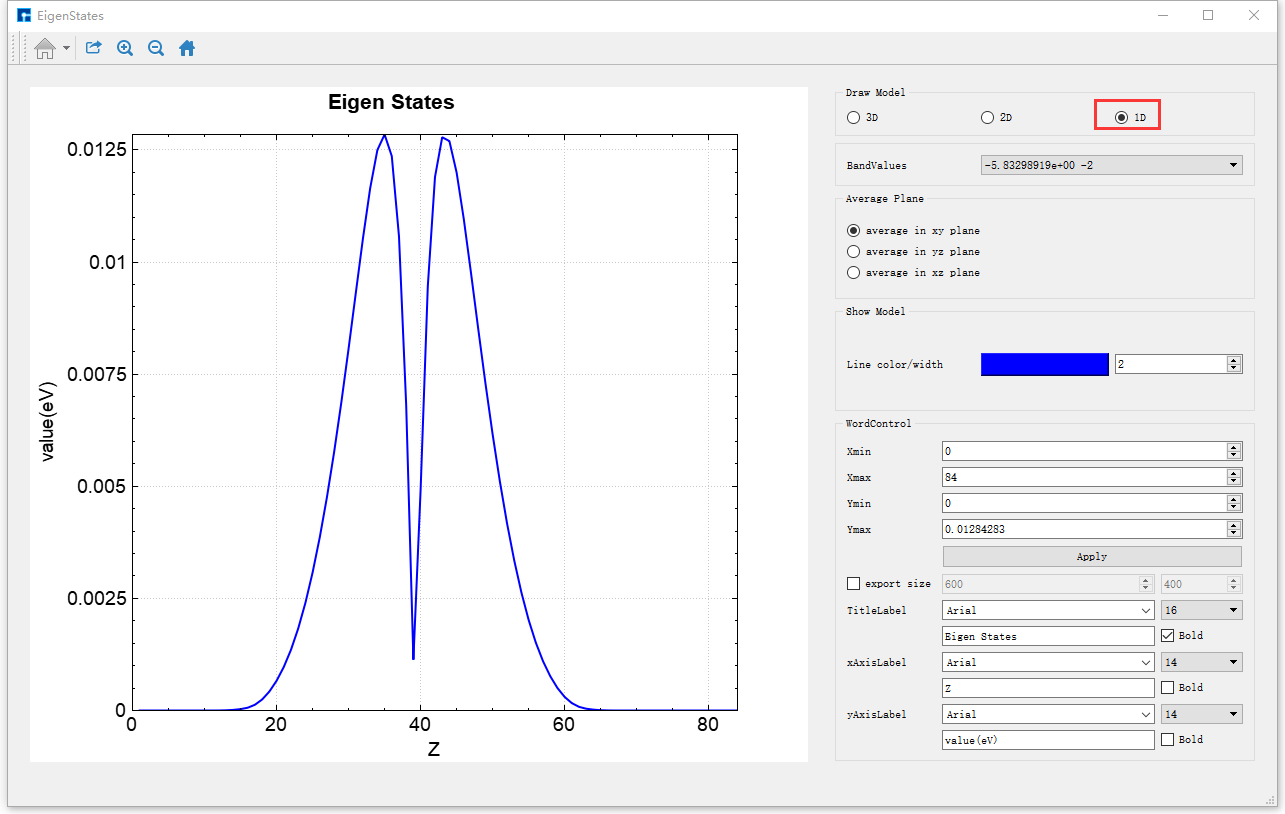 EigenStates
Eigen States
0.0125
0.01
0.0075
0.005
0.0025
0
value(eV)
0 20 40 60 80
Z
Draw Model
3D 2D 1D
BandValues -5.83298919e+00 -2
Average Plane
average in xy plane
average in yz plane
average in xz plane
Show Model
Line color/width 2
WordControl
Xmin 0
Xmax 84
Ymin 0
Ymax 0.01284283
Apply
export size 600 400
TitleLabel Arial 16
Eigen States Bold
xAxisLabel Arial 14
Z Bold
yAxisLabel Arial 14
value(eV) Bold